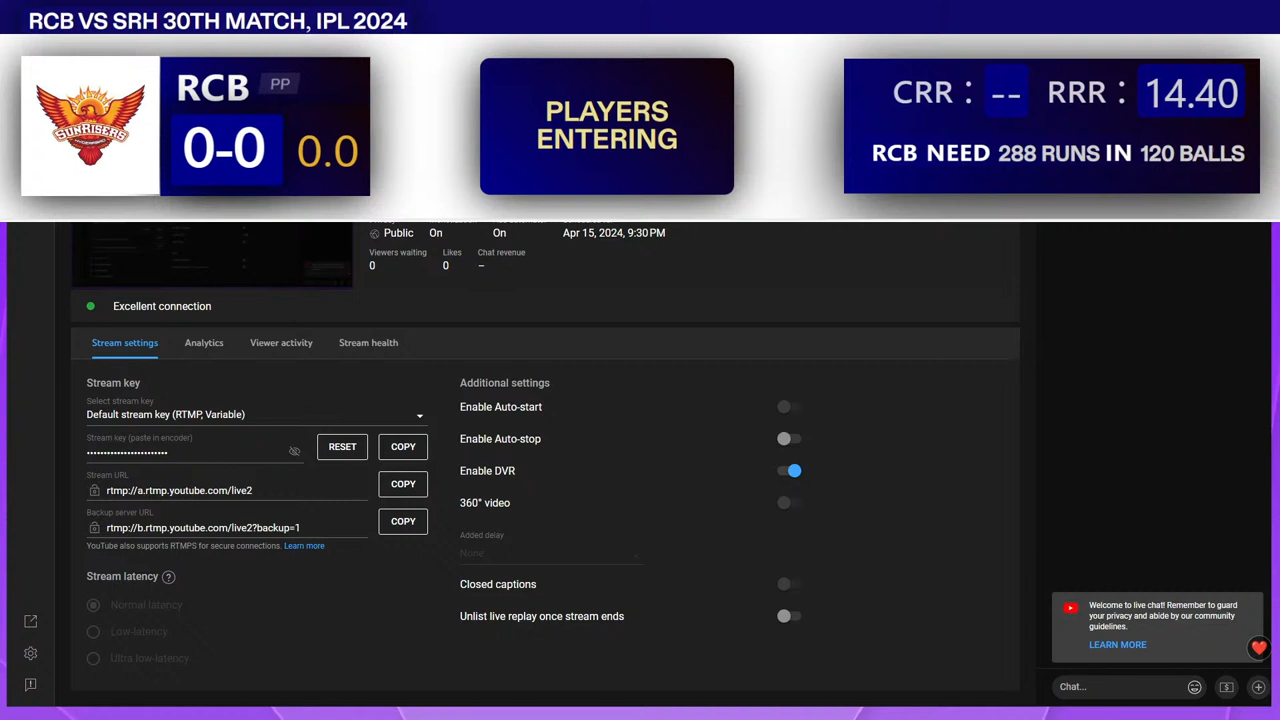 RCB VS SRH 30TH MATCH, IPL 2024
SUNRISERS
RCB PP
0-0 0.0
PLAYERS
ENTERING
CRR : -- RRR : 14.40
RCB NEED 288 RUNS IN 120 BALLS
Public On On Apr 15, 2024, 9:30 PM
Viewers waiting Likes Chat revenue
0 0 –
Excellent connection
Stream settings Analytics Viewer activity Stream health
Stream key
Select stream key
Default stream key (RTMP, Variable)
Stream key (paste in encoder)
••••••••••••••••••••••••
RESET COPY
Stream URL
rtmp://a.rtmp.youtube.com/live2
COPY
Backup server URL
rtmp://b.rtmp.youtube.com/live2?backup=1
COPY
YouTube also supports RTMPS for secure connections. Learn more
Stream latency ?
Normal latency
Low-latency
Ultra low-latency
Additional settings
Enable Auto-start
Enable Auto-stop
Enable DVR
360° video
Added delay
None
Closed captions
Unlist live replay once stream ends
Welcome to live chat! Remember to guard
your privacy and abide by our community
guidelines.
LEARN MORE
Chat...